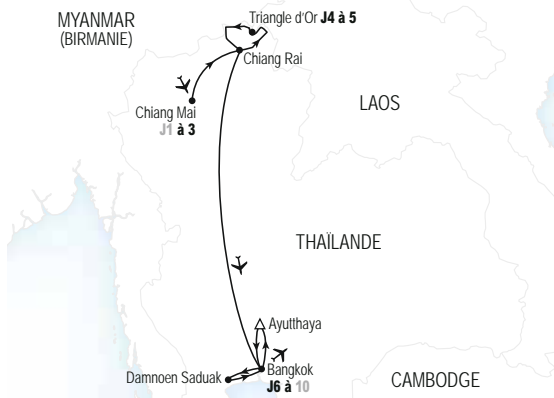 MYANMAR
(BIRMANIE)
Triangle d'Or J4 à 5
Chiang Rai
Chiang Mai
J1 à 3
LAOS
THAÏLANDE
Ayutthaya
Damnoen Saduak
Bangkok
J6 à 10
CAMBODGE